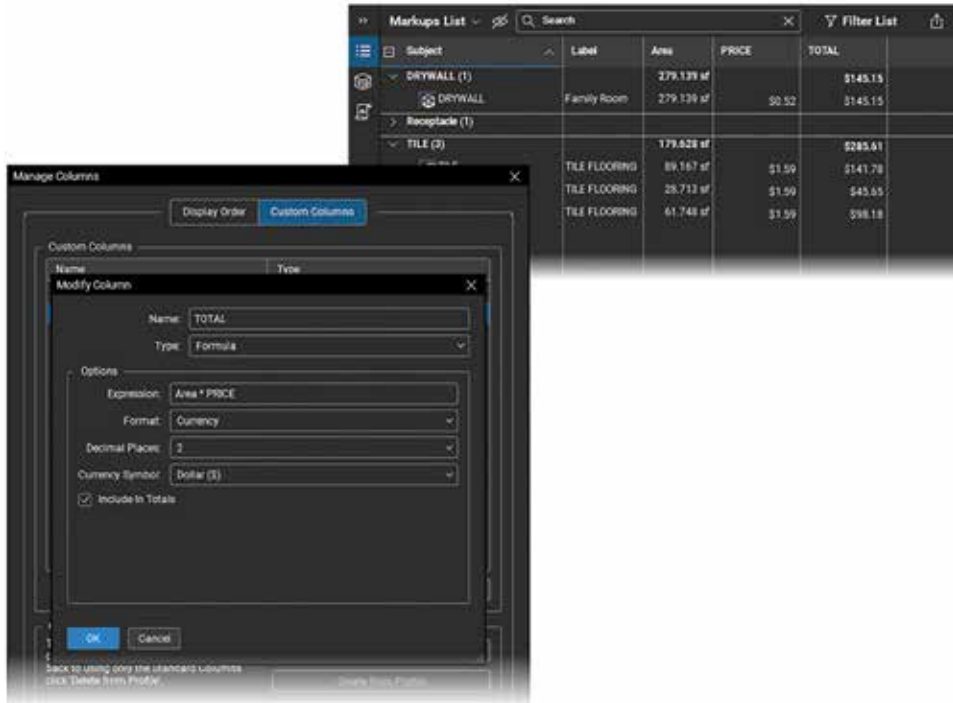 Markups List
Search
Filter List
Subject Label Area PRICE TOTAL
DRYWALL (1) 279.139 sf $145.15
DRYWALL Family Room 279.139 sf $0.52 $145.15
Receptacle (1)
TILE (3) 179.628 sf $285.61
TILE FLOORING 89.167 sf $1.59 $141.78
TILE FLOORING 28.713 sf $1.59 $45.65
TILE FLOORING 61.748 sf $1.59 $98.18
Manage Columns
Display Order Custom Columns
Custom Columns
Name Type
Modify Column
Name: TOTAL
Type: Formula
Options
Expression: Area * PRICE
Format: Currency
Decimal Places: 2
Currency Symbol: Dollar ($)
Include In Totals
OK Cancel
back to using only the Standard Columns
click 'Delete from Profile'.
Delete from Profile